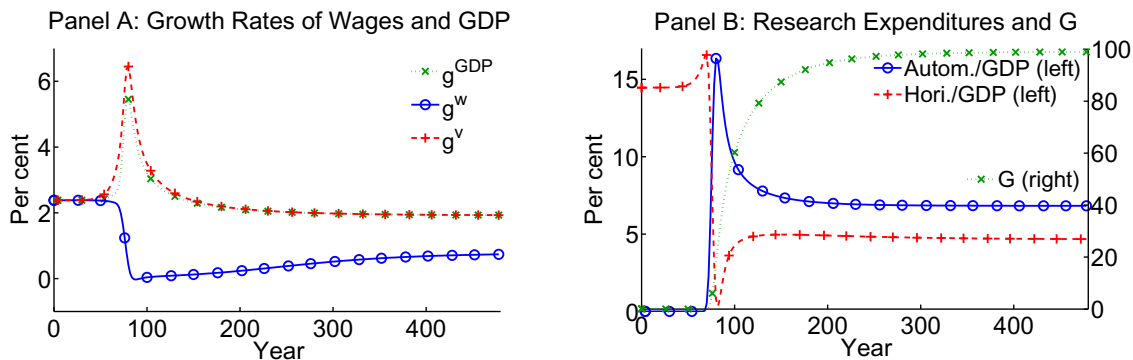 Panel A: Growth Rates of Wages and GDP
Per cent
6
4
2
0
g^GDP
g^w
g^v
0 100 200 300 400
Year
Panel B: Research Expenditures and G
Per cent
15
10
5
0
Autom./GDP (left)
Hori./GDP (left)
G (right)
100
80
60
40
20
0
0 100 200 300 400
Year